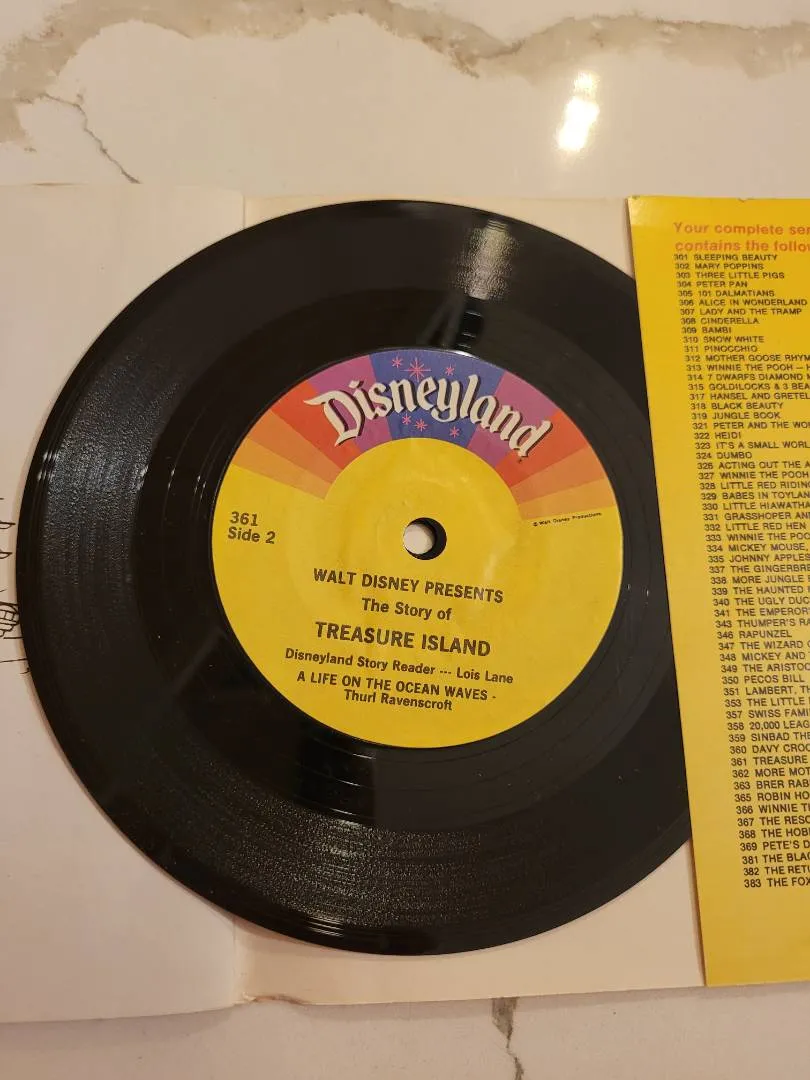 Disneyland
© Walt Disney Productions
361
Side 2
WALT DISNEY PRESENTS
The Story of
TREASURE ISLAND
Disneyland Story Reader --- Lois Lane
A LIFE ON THE OCEAN WAVES -
Thurl Ravenscroft
Your complete
contains the
301 SLEEPING BEAUTY
302 MARY POPPINS
303 THREE LITTLE PIGS
304 PETER PAN
305 101 DALMATIANS
306 ALICE IN WONDERLAND
307 LADY AND THE TRAMP
308 CINDERELLA
309 BAMBI
310 SNOW WHITE
311 PINOCCHIO
312 MOTHER GOOSE RHYM
313 WINNIE THE POOH - H
314 7 DWARFS DIAMOND M
315 GOLDILOCKS & 3 BEA
317 HANSEL AND GRETEL
318 BLACK BEAUTY
319 JUNGLE BOOK
321 PETER AND THE WO
322 HEIDI
323 IT'S A SMALL WORL
324 DUMBO
326 ACTING OUT THE A
327 WINNIE THE POOH
328 LITTLE RED RIDIN
329 BABES IN TOYLAN
330 LITTLE HIAWATHA
331 GRASSHOPER AN
332 LITTLE RED HEN
333 WINNIE THE POO
334 MICKEY MOUSE,
335 JOHNNY APPLES
337 THE GINGERBRE
338 MORE JUNGLE
339 THE HAUNTED
340 THE UGLY DUC
341 THE EMPEROR'
343 THUMPER'S RA
346 RAPUNZEL
347 THE WIZARD
348 MICKEY AND
349 THE ARISTOC
350 PECOS BILL
351 LAMBERT, TH
353 THE LITTLE
357 SWISS FAMI
358 20,000 LEAG
359 SINBAD THE
360 DAVY CROC
361 TREASURE
362 MORE MOT
363 BRER RAB
365 ROBIN HO
366 WINNIE T
367 THE RESC
368 THE HOB
369 PETE'S D
381 THE BLA
382 THE RETU
383 THE FOX